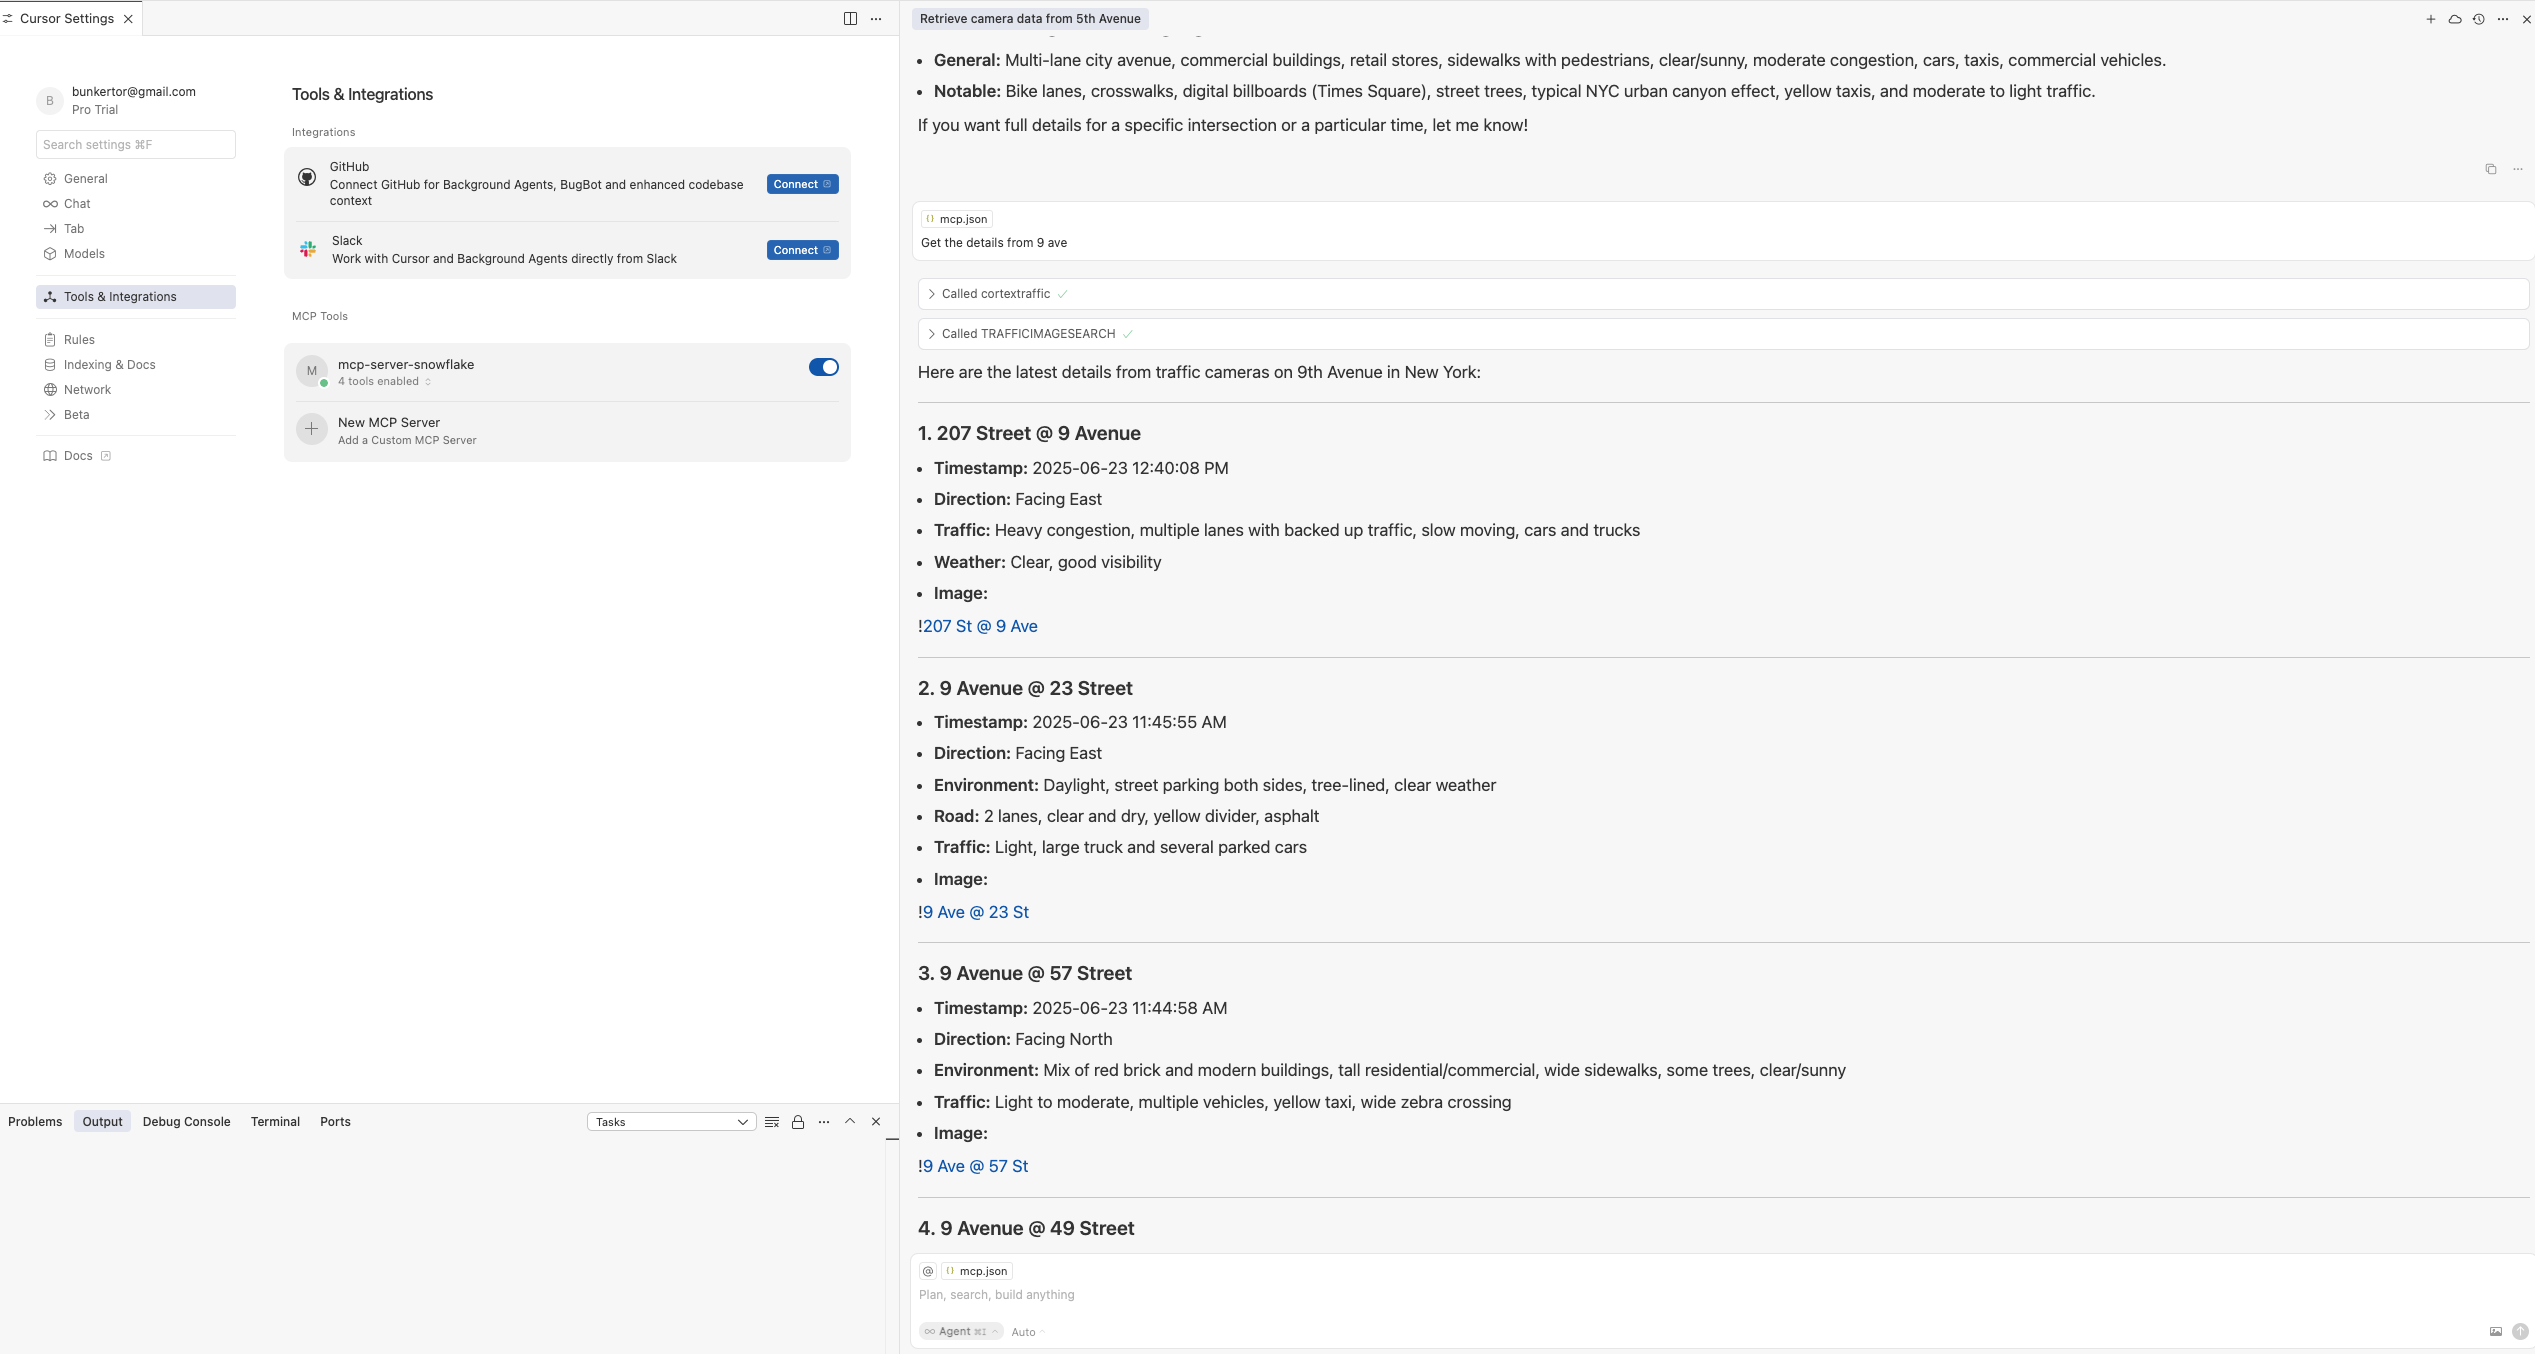 Cursor Settings
B
bunkertor@gmail.com
Pro Trial
Search settings ⌘F
General
Chat
Tab
Models
Tools & Integrations
Rules
Indexing & Docs
Network
Beta
Docs
Tools & Integrations
Integrations
GitHub
Connect GitHub for Background Agents, BugBot and enhanced codebase
context
Connect
Slack
Work with Cursor and Background Agents directly from Slack
Connect
MCP Tools
M
mcp-server-snowflake
4 tools enabled
New MCP Server
Add a Custom MCP Server
Problems Output Debug Console Terminal Ports Tasks
Retrieve camera data from 5th Avenue
• General: Multi-lane city avenue, commercial buildings, retail stores, sidewalks with pedestrians, clear/sunny, moderate congestion, cars, taxis, commercial vehicles.
• Notable: Bike lanes, crosswalks, digital billboards (Times Square), street trees, typical NYC urban canyon effect, yellow taxis, and moderate to light traffic.
If you want full details for a specific intersection or a particular time, let me know!
mcp.json
Get the details from 9 ave
Called cortextraffic
Called TRAFFICIMAGESEARCH
Here are the latest details from traffic cameras on 9th Avenue in New York:
1. 207 Street @ 9 Avenue
• Timestamp: 2025-06-23 12:40:08 PM
• Direction: Facing East
• Traffic: Heavy congestion, multiple lanes with backed up traffic, slow moving, cars and trucks
• Weather: Clear, good visibility
• Image:
!207 St @ 9 Ave
2. 9 Avenue @ 23 Street
• Timestamp: 2025-06-23 11:45:55 AM
• Direction: Facing East
• Environment: Daylight, street parking both sides, tree-lined, clear weather
• Road: 2 lanes, clear and dry, yellow divider, asphalt
• Traffic: Light, large truck and several parked cars
• Image:
!9 Ave @ 23 St
3. 9 Avenue @ 57 Street
• Timestamp: 2025-06-23 11:44:58 AM
• Direction: Facing North
• Environment: Mix of red brick and modern buildings, tall residential/commercial, wide sidewalks, some trees, clear/sunny
• Traffic: Light to moderate, multiple vehicles, yellow taxi, wide zebra crossing
• Image:
!9 Ave @ 57 St
4. 9 Avenue @ 49 Street
@ mcp.json
Plan, search, build anything
Agent ⌘I Auto